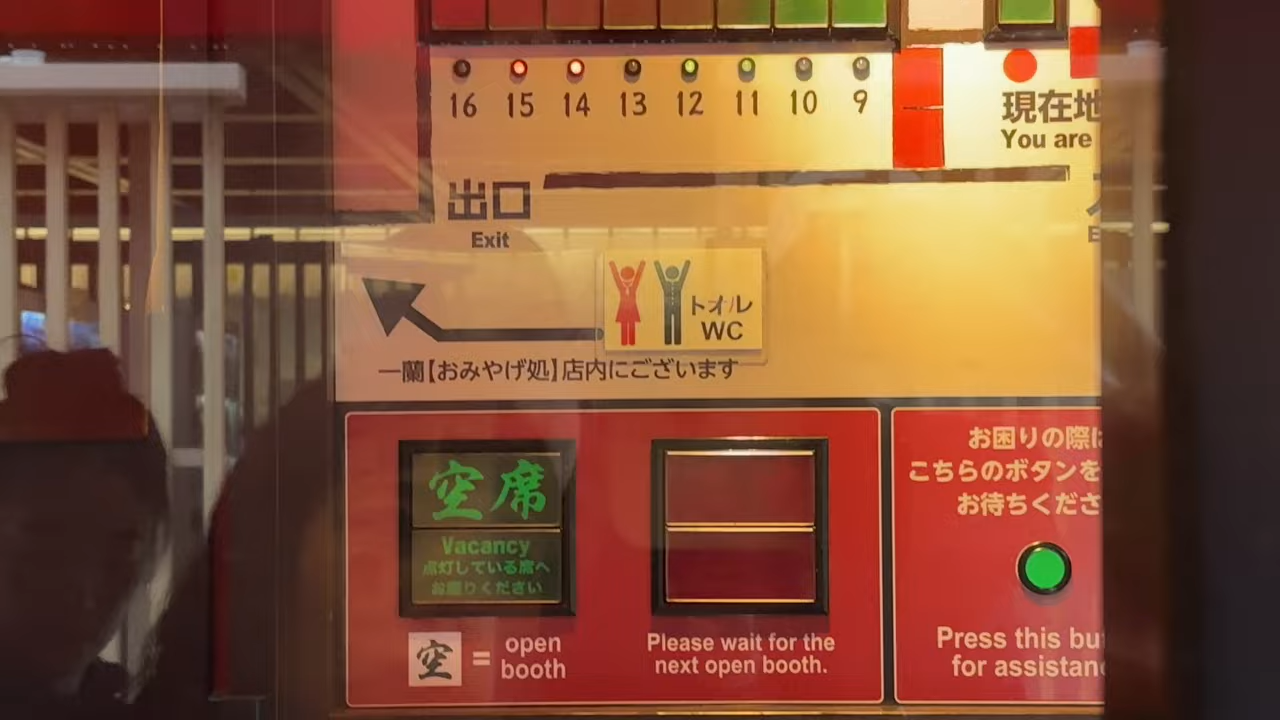 16 15 14 13 12 11 10 9
現在地
You are
出口
Exit
トイレ
WC
一蘭【おみやげ処】店内にございます
空席
Vacancy
点灯している席へ
お座りください
空 = open
booth
Please wait for the
next open booth.
お困りの際は
こちらのボタンを
お待ちくださ
Press this
for